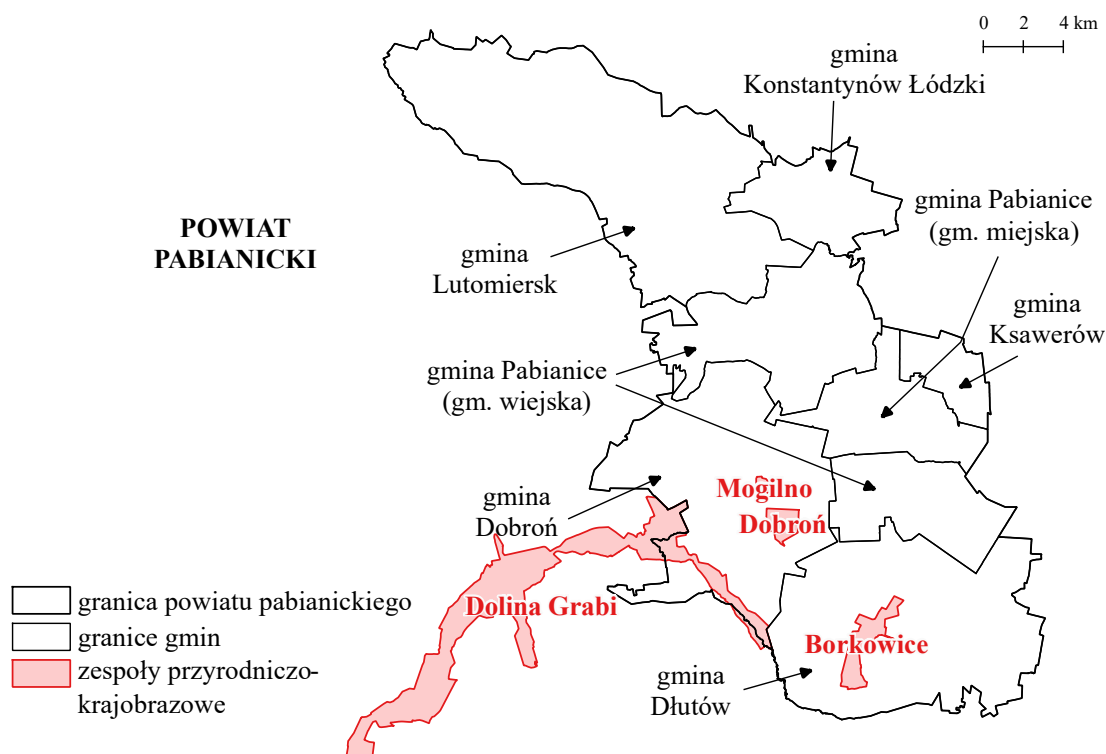 0 2 4 km
gmina
Konstantynów Łódzki
gmina Pabianice
(gm. miejska)
POWIAT
PABIANICKI
gmina
Lutomiersk
gmina
Ksawerów
gmina Pabianice
(gm. wiejska)
gmina
Dobroń
Mogilno
Dobroń
Dolina Grabi
Borkowice
gmina
Dłutów
granica powiatu pabianickiego
granice gmin
zespoły przyrodniczo-
krajobrazowe